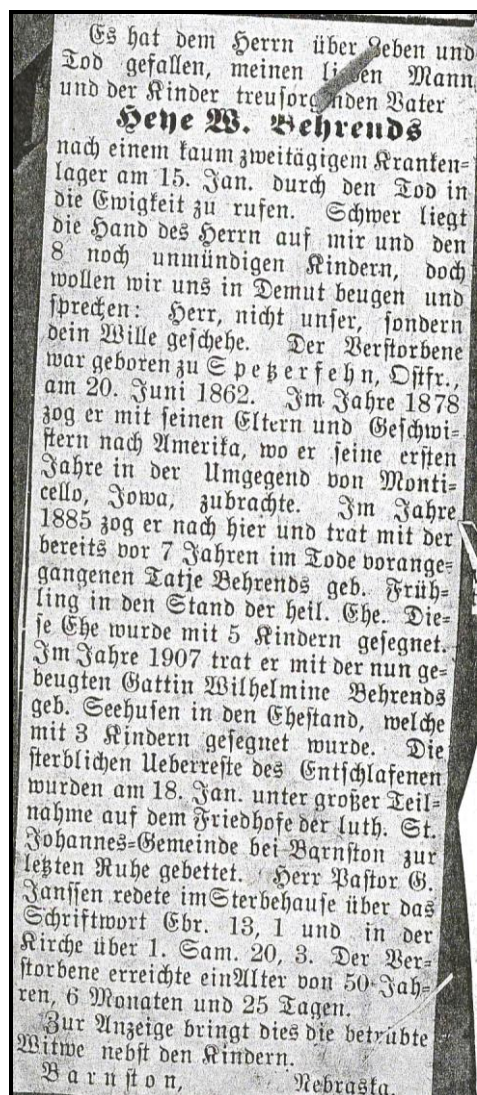 Es hat dem Herrn über Leben und
Tod gefallen, meinen lieben Mann
und der Kinder treusorgenden Vater
Heye W. Behrends
nach einem kaum zweitägigem Kranken=
lager am 15. Jan. durch den Tod in
die Ewigkeit zu rufen. Schwer liegt
die Hand des Herrn auf mir und den
8 noch unmündigen Kindern, doch
wollen wir uns in Demut beugen und
sprechen: Herr, nicht unser, sondern
dein Wille geschehe. Der Verstorbene
war geboren zu Spetzerfehn, Ostfr.,
am 20. Juni 1862. Im Jahre 1878
zog er mit seinen Eltern und Geschwi=
stern nach Amerika, wo er seine ersten
Jahre in der Umgegend von Monti=
cello, Iowa, zubrachte. Im Jahre
1885 zog er nach hier und trat mit der
bereits vor 7 Jahren im Tode vorange=
gangenen Tatje Behrends geb. Früh=
ling in den Stand der heil. Ehe. Die=
se Ehe wurde mit 5 Kindern gesegnet.
Im Jahre 1907 trat er mit der nun ge=
beugten Gattin Wilhelmine Behrends
geb. Seehusen in den Ehestand, welche
mit 3 Kindern gesegnet wurde. Die
sterblichen Ueberreste des Entschlafenen
wurden am 18. Jan. unter großer Teil=
nahme auf dem Friedhofe der luth. St.
Johannes=Gemeinde bei Barnston zur
letzten Ruhe gebettet. Herr Pastor G.
Janssen redete im Sterbehause über das
Schriftwort Ebr. 13, 1 und in der
Kirche über 1. Sam. 20, 3. Der Ver=
storbene erreichte ein Alter von 50 Jah=
ren, 6 Monaten und 25 Tagen.
Zur Anzeige bringt dies die betrübte
Witwe nebst den Kindern.
Barnston, Nebraska.